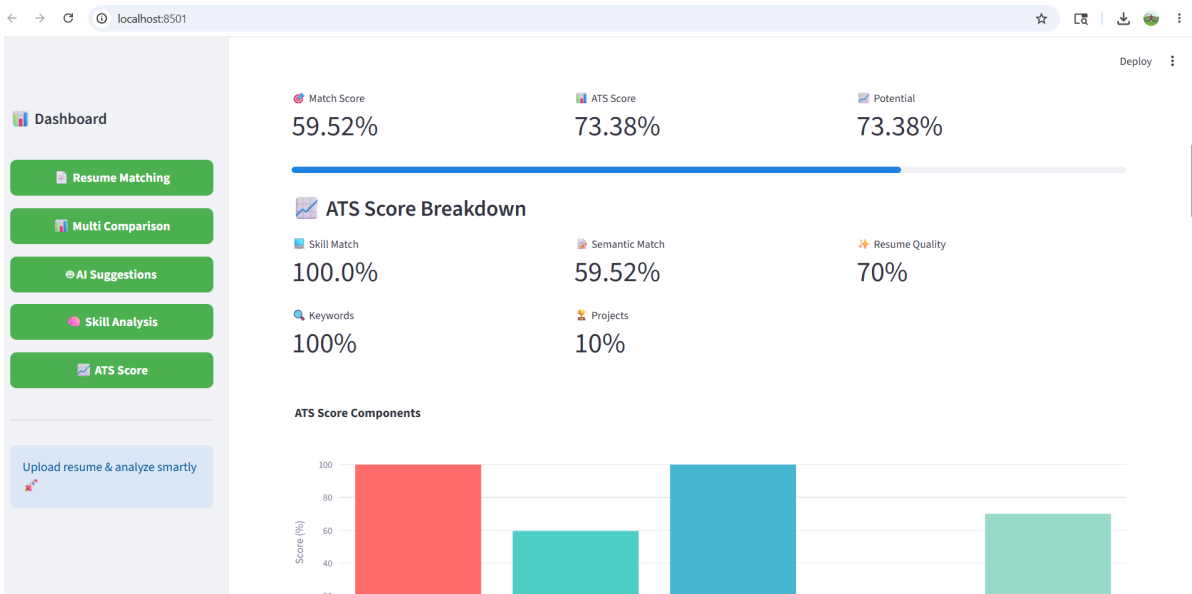 localhost:8501
Deploy
Dashboard
Resume Matching
Multi Comparison
AI Suggestions
Skill Analysis
ATS Score
Upload resume & analyze smartly
Match Score
ATS Score
Potential
59.52%
73.38%
73.38%
ATS Score Breakdown
Skill Match
Semantic Match
Resume Quality
100.0%
59.52%
70%
Keywords
Projects
100%
10%
ATS Score Components
100
80
60
40
Score (%)